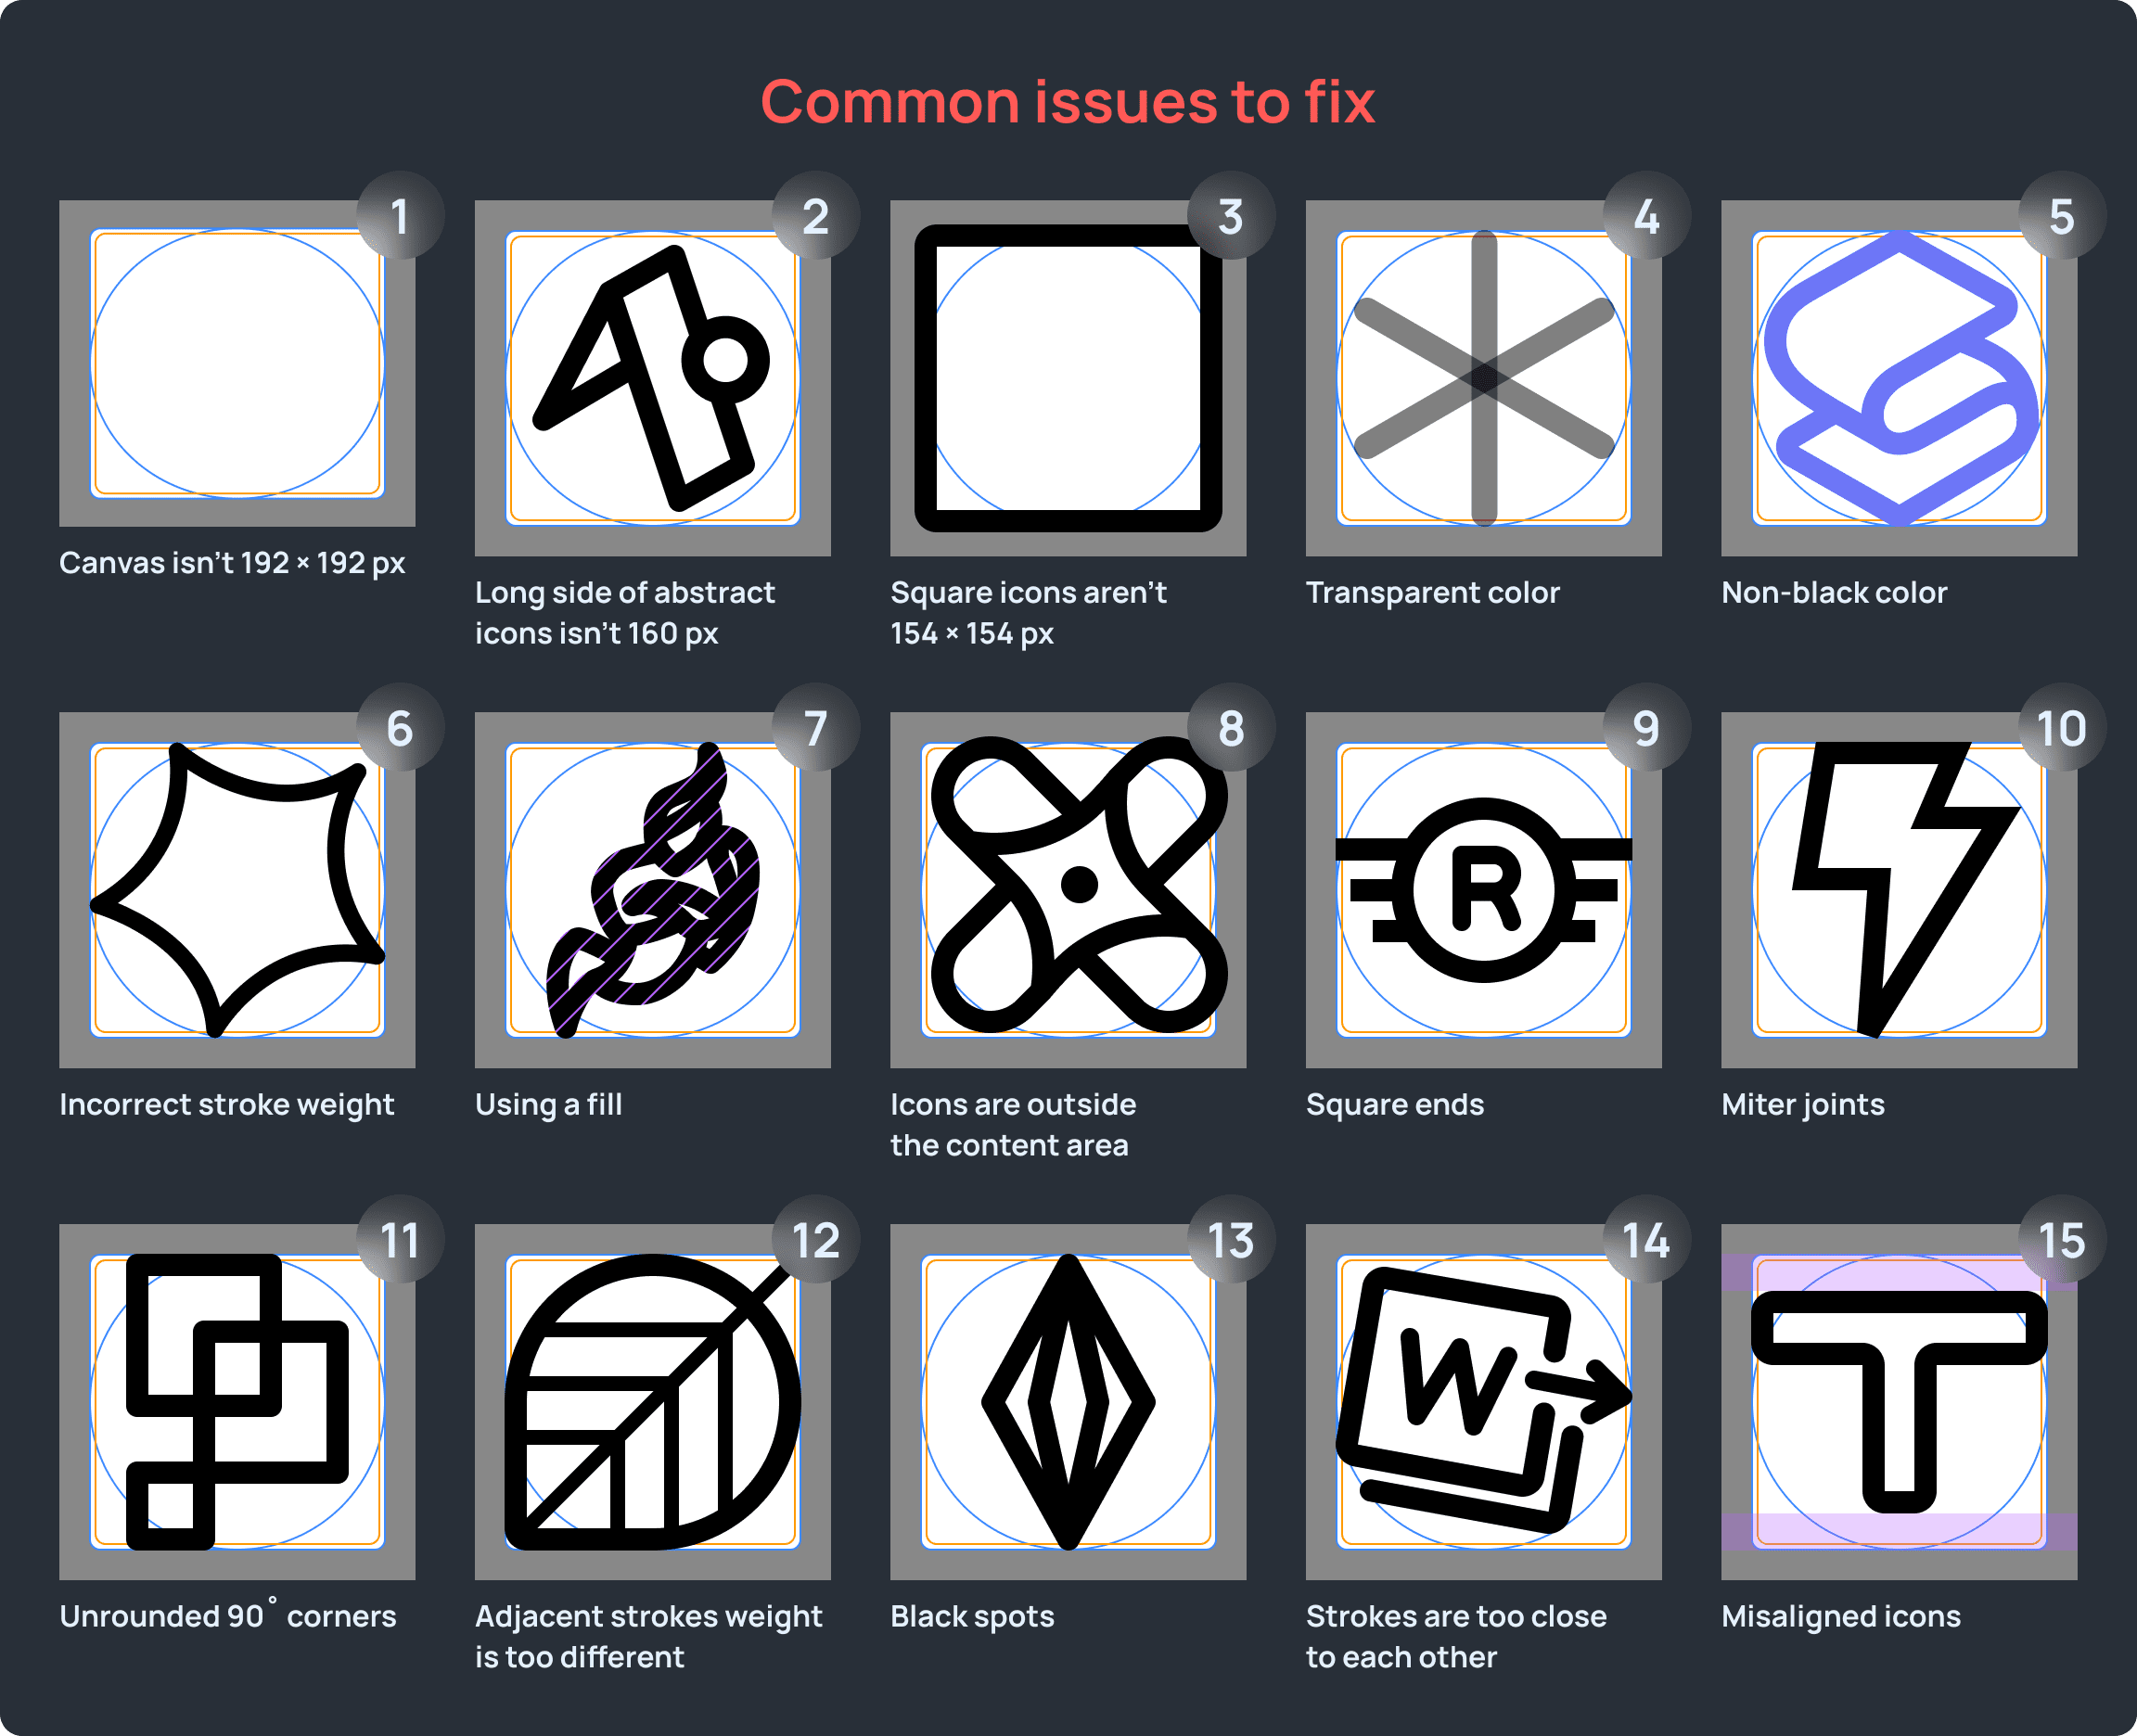 Common issues to fix
1
Canvas isn't 192 × 192 px
2
Long side of abstract
icons isn't 160 px
3
Square icons aren't
154 × 154 px
4
Transparent color
5
Non-black color
6
Incorrect stroke weight
7
Using a fill
8
Icons are outside
the content area
9
R
Square ends
10
Miter joints
11
Unrounded 90˚ corners
12
Adjacent strokes weight
is too different
13
Black spots
14
W
Strokes are too close
to each other
15
Misaligned icons